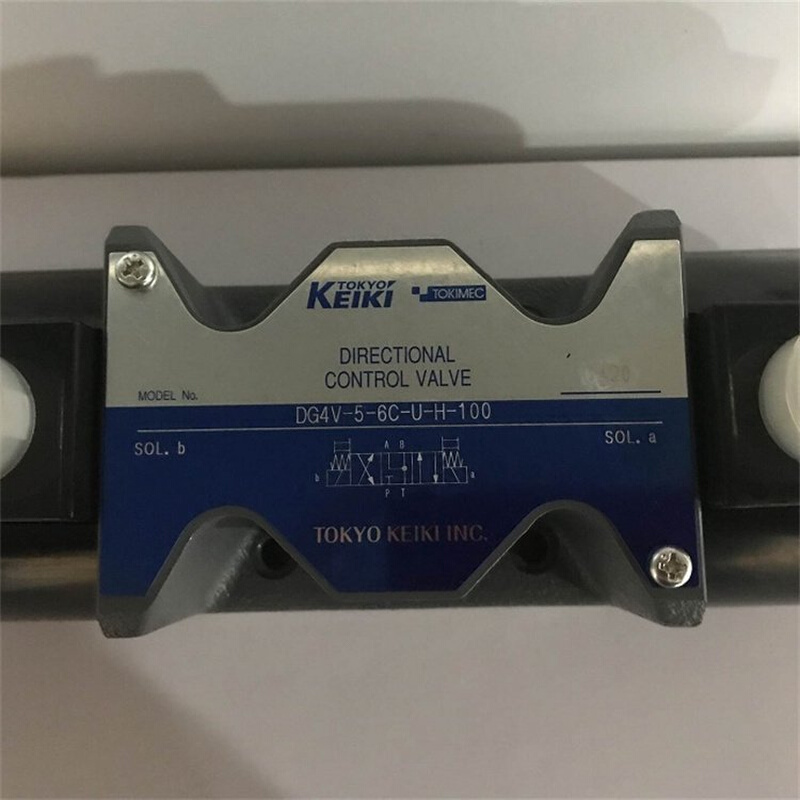 TOKYO
KEIKI TOKIMEC
DIRECTIONAL
CONTROL VALVE
MODEL No.
DG4V-5-6C-U-H-100
SOL. b
SOL. a
A B
b
a
P T
TOKYO KEIKI INC.